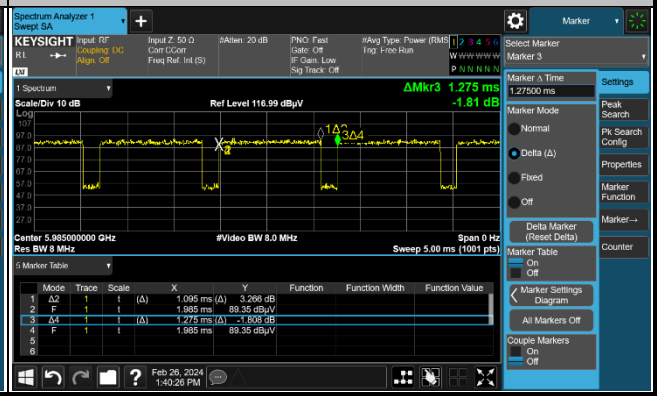 Spectrum Analyzer 1
Swept SA
+
Marker
KEYSIGHT
RL
LXI
Input: RF
Coupling: DC
Align: Off
Input Z: 50 Ω
Corr CCorr
Freq Ref: Int (S)
#Atten: 20 dB
PNO: Fast
Gate: Off
IF Gain: Low
Sig Track: Off
#Avg Type: Power (RMS
Trig: Free Run
1 2 3 4 5 6
W W W W W W
P N N N N N
Select Marker
Marker 3
1 Spectrum
ΔMkr3 1.275 ms
-1.81 dB
Scale/Div 10 dB
Ref Level 116.99 dBµV
Log
107
97.0
87.0
77.0
67.0
57.0
47.0
37.0
27.0
1Δ2
3Δ4
Center 5.985000000 GHz
#Video BW 8.0 MHz
Span 0 Hz
Res BW 8 MHz
Sweep 5.00 ms (1001 pts)
5 Marker Table
Mode Trace Scale X Y Function Function Width Function Value
1 Δ2 1 t (Δ) 1.095 ms (Δ) 3.266 dB
2 F 1 t 1.985 ms 89.35 dBµV
3 Δ4 1 t (Δ) 1.275 ms (Δ) -1.808 dB
4 F 1 t 1.985 ms 89.35 dBµV
5
6
Marker Δ Time
1.27500 ms
Marker Mode
Normal
Delta (Δ)
Fixed
Off
Delta Marker
(Reset Delta)
Marker Table
On
Off
Marker Settings
Diagram
All Markers Off
Couple Markers
On
Off
Settings
Peak
Search
Pk Search
Config
Properties
Marker
Function
Marker→
Counter
?
Feb 26, 2024
1:40:26 PM